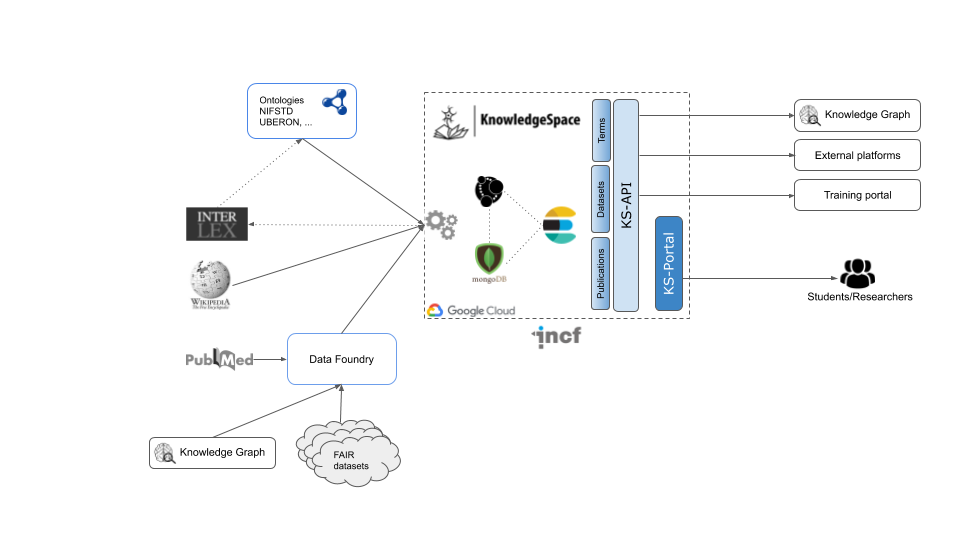 Ontologies
NIFSTD
UBERON, ...
KnowledgeSpace
Terms
Datasets
Publications
KS-API
KS-Portal
Knowledge Graph
External platforms
Training portal
Students/Researchers
INTER
LEX
WIKIPEDIA
The Free Encyclopedia
mongoDB
Google Cloud
incf
PubMed
Data Foundry
Knowledge Graph
FAIR
datasets